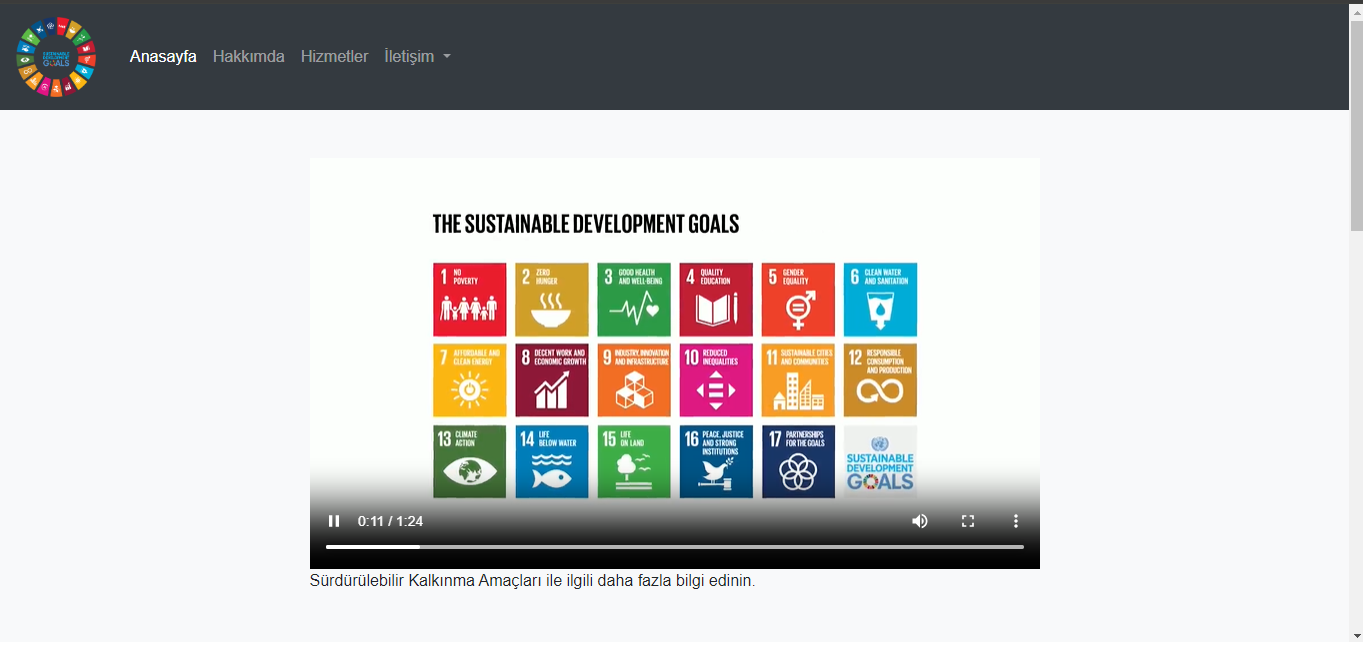 SUSTAINABLE
DEVELOPMENT
GOALS
Anasayfa Hakkımda Hizmetler İletişim
THE SUSTAINABLE DEVELOPMENT GOALS
1 NO
POVERTY
2 ZERO
HUNGER
3 GOOD HEALTH
AND WELL-BEING
4 QUALITY
EDUCATION
5 GENDER
EQUALITY
6 CLEAN WATER
AND SANITATION
7 AFFORDABLE AND
CLEAN ENERGY
8 DECENT WORK AND
ECONOMIC GROWTH
9 INDUSTRY, INNOVATION
AND INFRASTRUCTURE
10 REDUCED
INEQUALITIES
11 SUSTAINABLE CITIES
AND COMMUNITIES
12 RESPONSIBLE
CONSUMPTION
AND PRODUCTION
13 CLIMATE
ACTION
14 LIFE
BELOW WATER
15 LIFE
ON LAND
16 PEACE, JUSTICE
AND STRONG
INSTITUTIONS
17 PARTNERSHIPS
FOR THE GOALS
SUSTAINABLE
DEVELOPMENT
GOALS
0:11 / 1:24
Sürdürülebilir Kalkınma Amaçları ile ilgili daha fazla bilgi edinin.